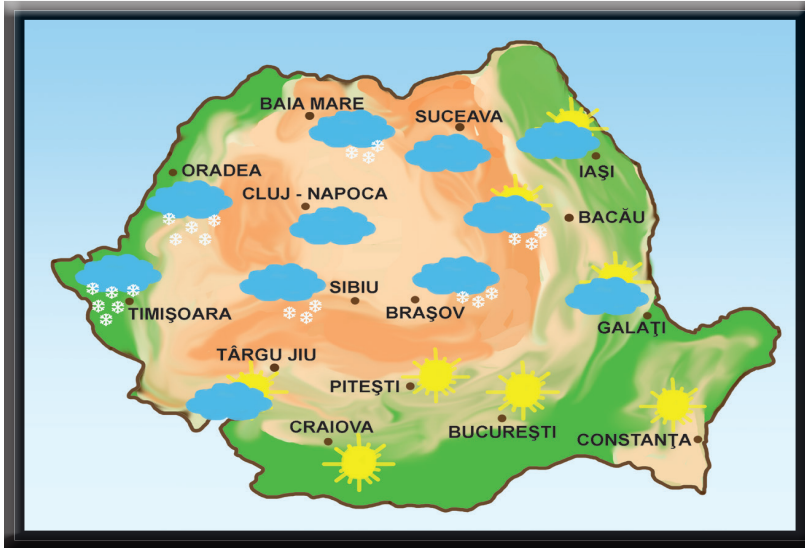 BAIA MARE
SUCEAVA
ORADEA
IAŞI
CLUJ - NAPOCA
BACĂU
SIBIU
BRAŞOV
TIMIŞOARA
GALAŢI
TÂRGU JIU
PITEŞTI
CRAIOVA
BUCUREŞTI
CONSTANŢA